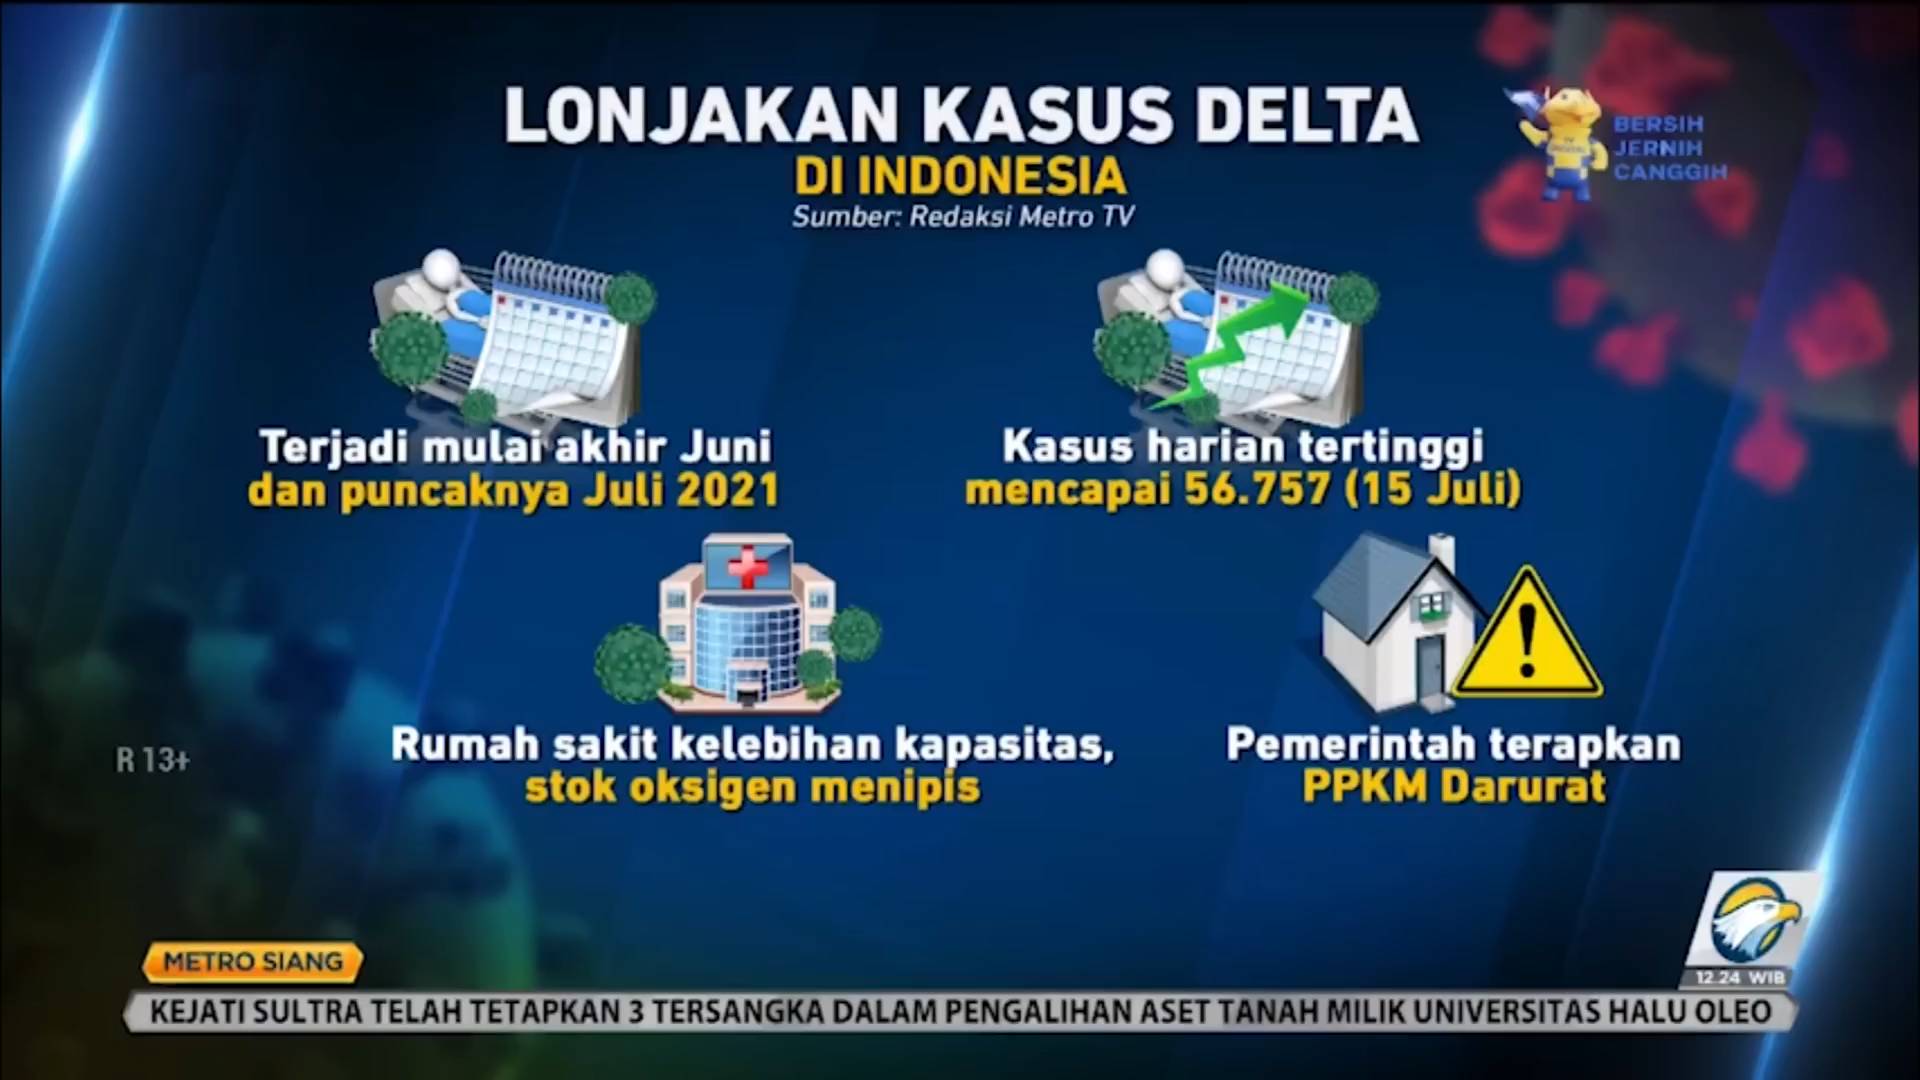 LONJAKAN KASUS DELTA
DI INDONESIA
Sumber: Redaksi Metro TV
BERSIH
JERNIH
CANGGIH
Terjadi mulai akhir Juni
dan puncaknya Juli 2021
Kasus harian tertinggi
mencapai 56.757 (15 Juli)
Rumah sakit kelebihan kapasitas,
stok oksigen menipis
Pemerintah terapkan
PPKM Darurat
R 13+
METRO SIANG
12.24 WIB
KEJATI SULTRA TELAH TETAPKAN 3 TERSANGKA DALAM PENGALIHAN ASET TANAH MILIK UNIVERSITAS HALU OLEO